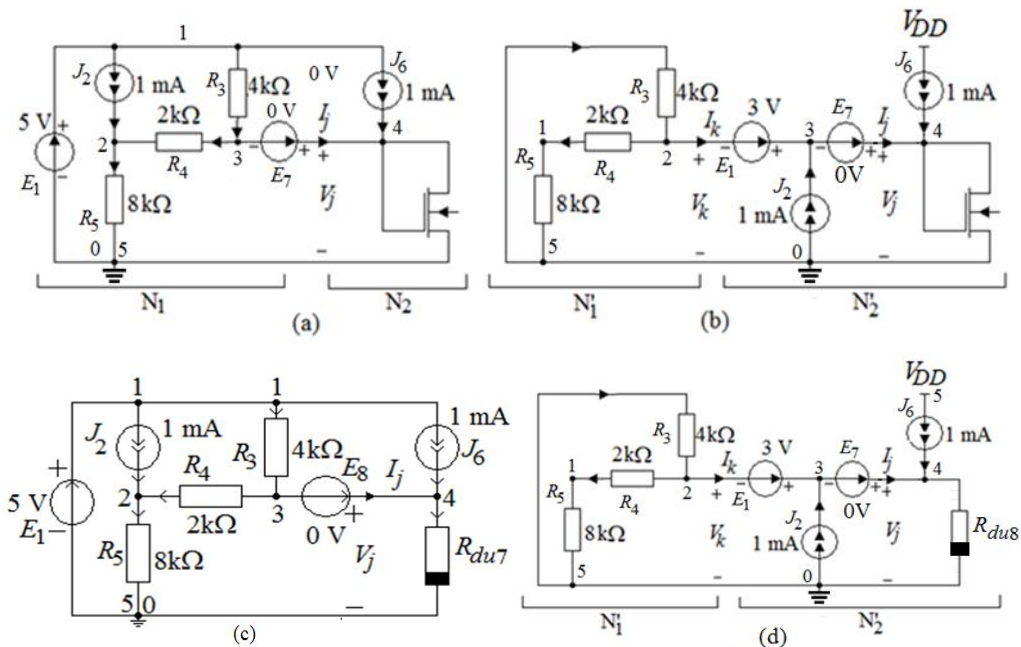 1
J2 1 mA
R3 4kΩ 0 V
J6 1 mA
5 V +
E1 −
2kΩ 0 V Ij
2 R4 3 − E7 + + 4
R5 8kΩ Vj
0 5 −
N1 N2
(a)
VDD
J6 1 mA
R3 4kΩ
2kΩ 3 V E7
1 R4 2 Ik + − E1 + 3 − 0V + Ij + 4
R5 8kΩ
Vk J2 1 mA Vj
5 − 0 −
N'1 N'2
(b)
1 1 1 mA
J2 1 mA
R3 4kΩ
J6
+ 5 V E1 −
R4 2kΩ
E8 Ij
2 3 0 V + 4
R5 8kΩ Vj Rdu7
5 0 −
(c)
VDD
5
J6 1 mA
R3 4kΩ
2kΩ 3 V E7
1 R4 2 Ik + − E1 + 3 − 0V + Ij + 4
R5 8kΩ
Vk J2 1 mA Vj Rdu8
5 − 0 −
N'1 N'2
(d)